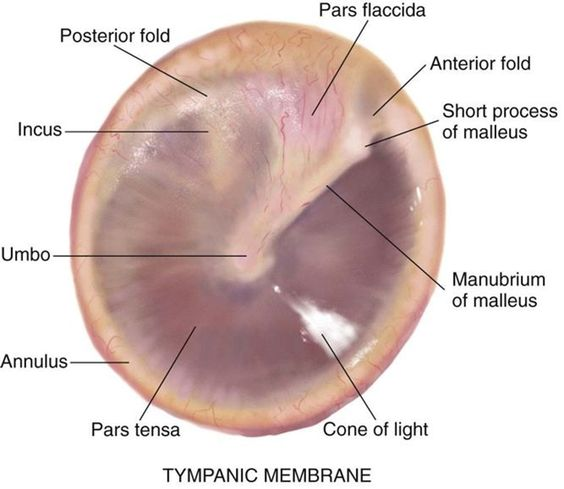 Pars flaccida
Posterior fold
Anterior fold
Short process
of malleus
Incus
Umbo
Manubrium
of malleus
Annulus
Pars tensa
Cone of light
TYMPANIC MEMBRANE